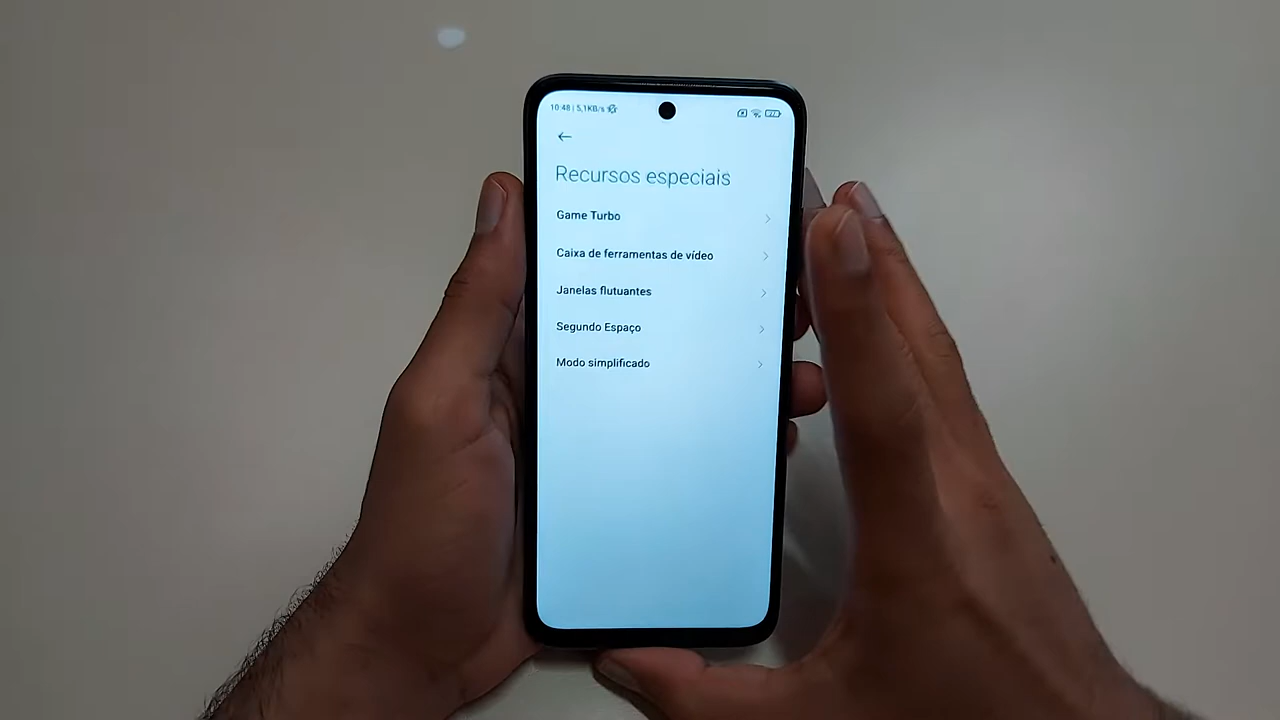 10:48 | 5,1KB/s
Recursos especiais
Game Turbo
Caixa de ferramentas de vídeo
Janelas flutuantes
Segundo Espaço
Modo simplificado